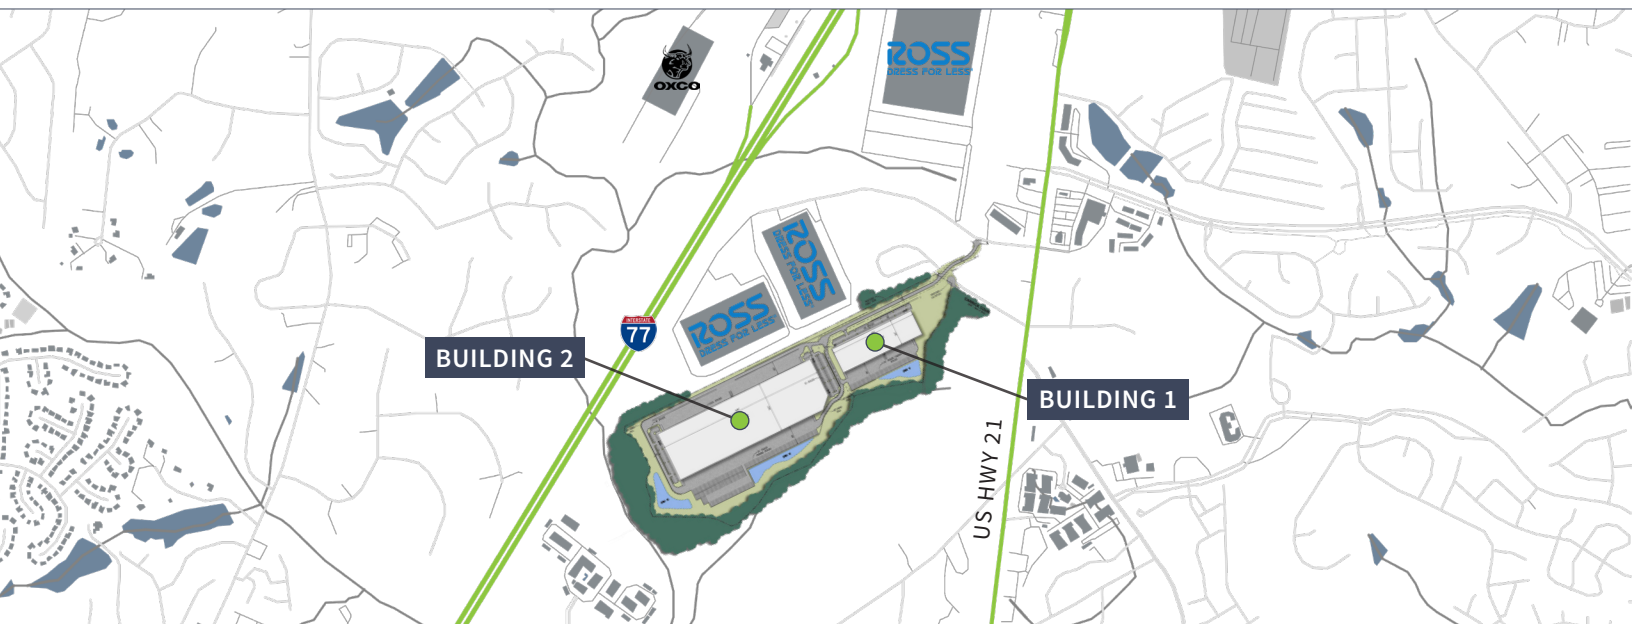 OXCO
ROSS
DRESS FOR LESS
ROSS
DRESS FOR LESS
ROSS
DRESS FOR LESS
INTERSTATE
77
BUILDING 2
BUILDING 1
US HWY 21